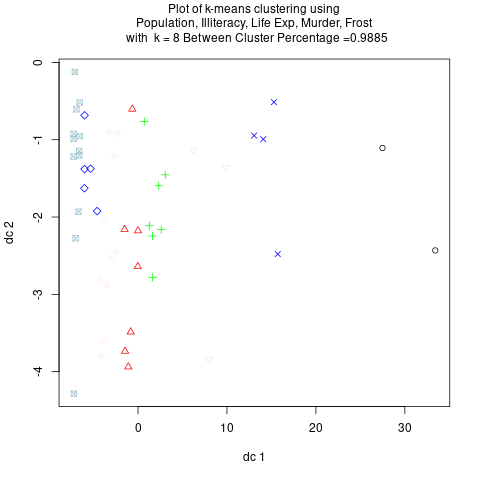 Plot of k-means clustering using
Population, Illiteracy, Life Exp, Murder, Frost
with k = 8 Between Cluster Percentage =0.9885
0
-1
-2
-3
-4
dc 2
0 10 20 30
dc 1